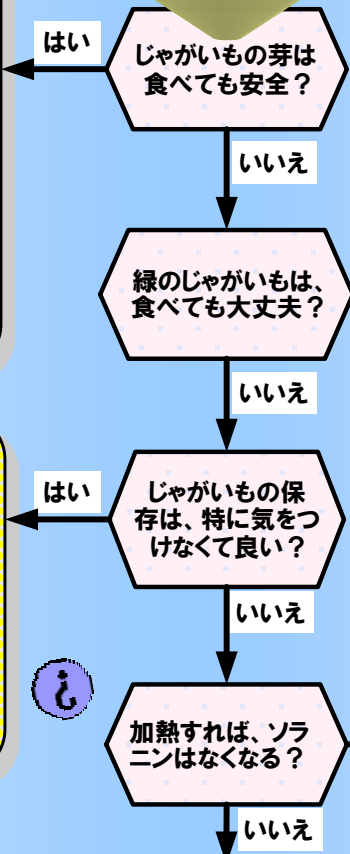 はい
じゃがいもの芽は
食べても安全？
いいえ
緑のじゃがいもは、
食べても大丈夫？
いいえ
はい
じゃがいもの保
存は、特に気をつ
けなくて良い？
いいえ
加熱すれば、ソラ
ニンはなくなる？
いいえ